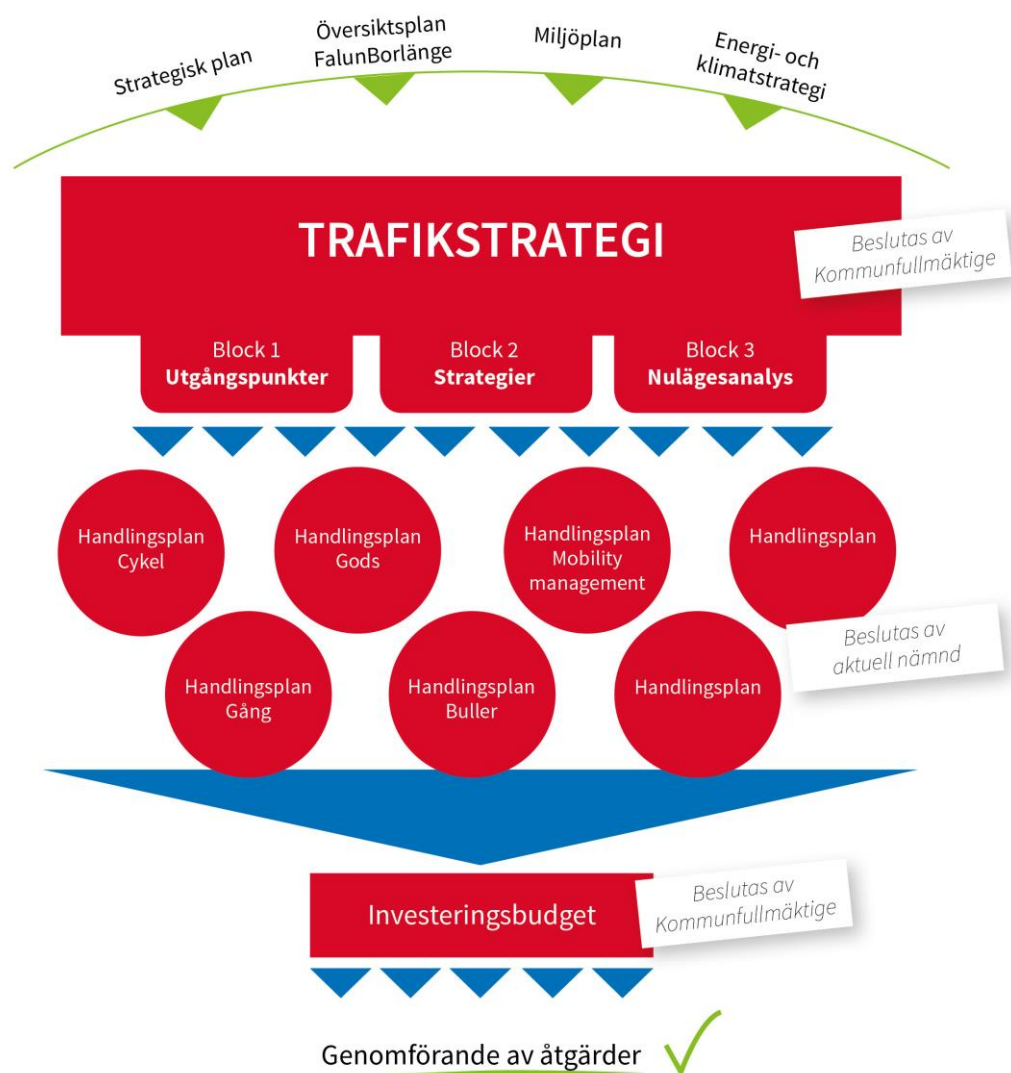 Strategisk plan
Översiktsplan
FalunBorlänge
Miljöplan
Energi- och
klimatstrategi
TRAFIKSTRATEGI
Beslutas av
Kommunfullmäktige
Block 1
Utgångspunkter
Block 2
Strategier
Block 3
Nulägesanalys
Handlingsplan
Cykel
Handlingsplan
Gods
Handlingsplan
Mobility
management
Handlingsplan
Beslutas av
aktuell nämnd
Handlingsplan
Gång
Handlingsplan
Buller
Handlingsplan
Investeringsbudget
Beslutas av
Kommunfullmäktige
Genomförande av åtgärder